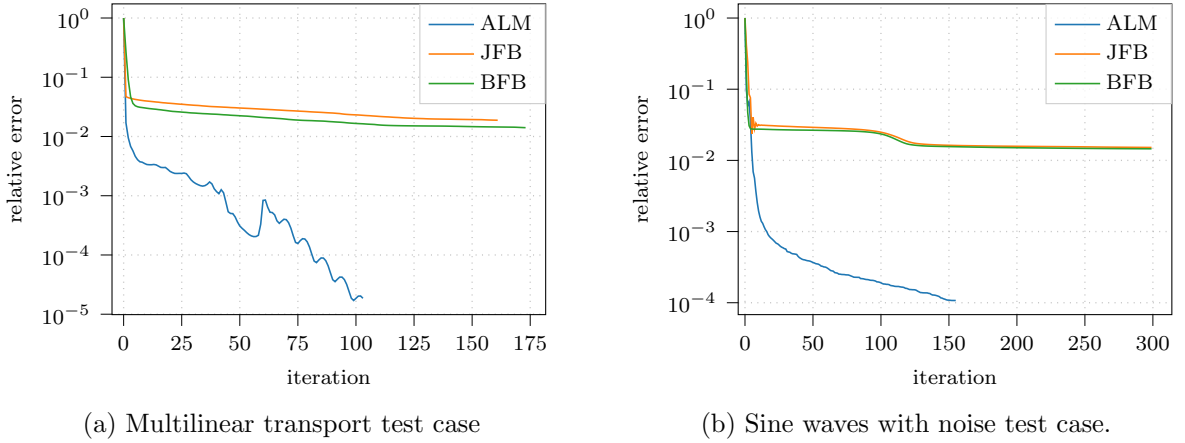 10^0
10^-1
10^-2
10^-3
10^-4
10^-5
relative error
0 25 50 75 100 125 150 175
iteration
ALM
JFB
BFB
(a) Multilinear transport test case
10^0
10^-1
10^-2
10^-3
10^-4
relative error
0 50 100 150 200 250 300
iteration
ALM
JFB
BFB
(b) Sine waves with noise test case.